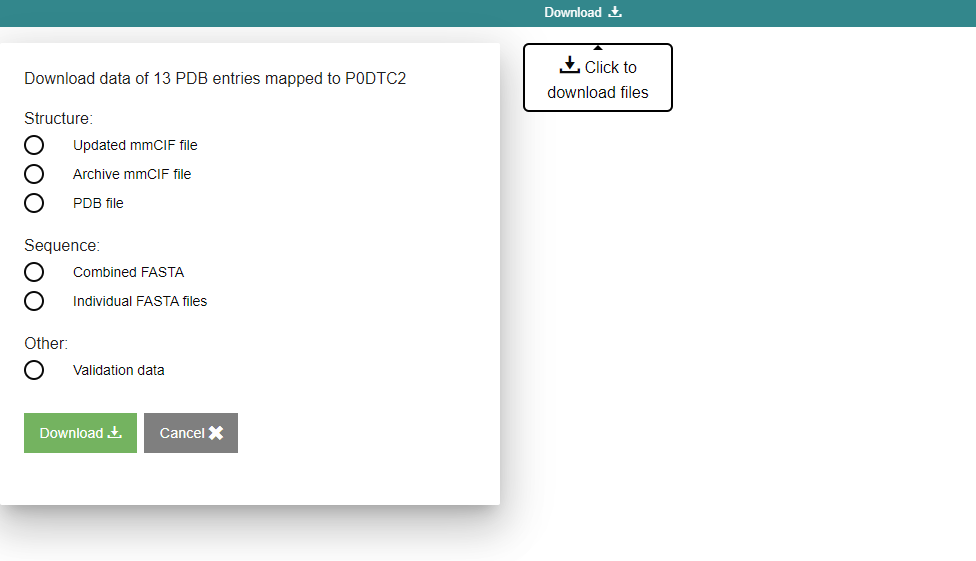 Download
Download data of 13 PDB entries mapped to P0DTC2
Structure:
Updated mmCIF file
Archive mmCIF file
PDB file
Sequence:
Combined FASTA
Individual FASTA files
Other:
Validation data
Download
Cancel
Click to
download files